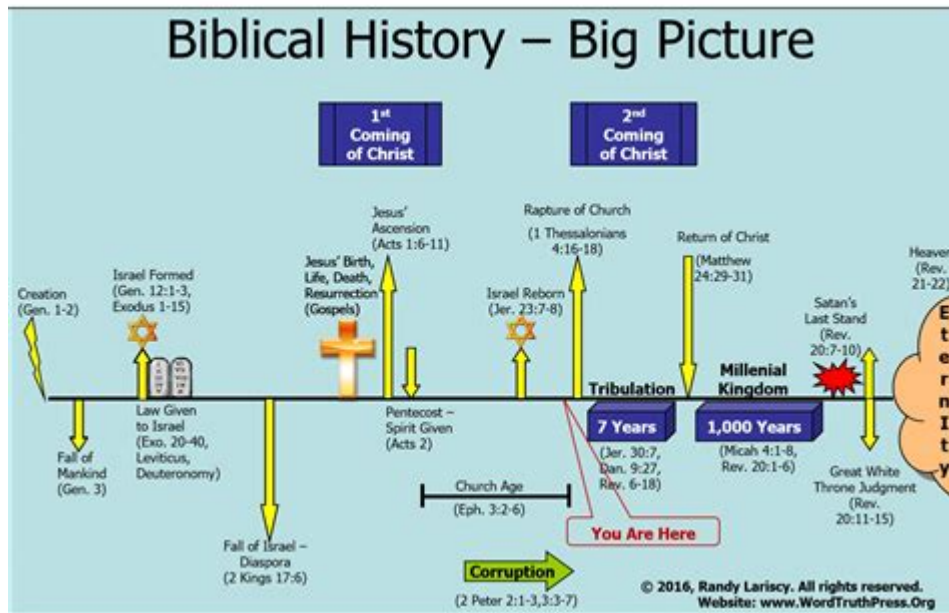 Biblical History – Big Picture
1st
Coming
of Christ
2nd
Coming
of Christ
Creation
(Gen. 1-2)
Fall of
Mankind
(Gen. 3)
Israel Formed
(Gen. 12:1-3,
Exodus 1-15)
Law Given
to Israel
(Exo. 20-40,
Leviticus,
Deuteronomy)
Fall of Israel –
Diaspora
(2 Kings 17:6)
Jesus' Birth,
Life, Death,
Resurrection
(Gospels)
Jesus'
Ascension
(Acts 1:6-11)
Pentecost –
Spirit Given
(Acts 2)
Church Age
(Eph. 3:2-6)
Israel Reborn
(Jer. 23:7-8)
Rapture of Church
(1 Thessalonians
4:16-18)
You Are Here
Corruption
(2 Peter 2:1-3,3:3-7)
Tribulation
7 Years
(Jer. 30:7,
Dan. 9:27,
Rev. 6-18)
Return of Christ
(Matthew
24:29-31)
Millenial
Kingdom
1,000 Years
(Micah 4:1-8,
Rev. 20:1-6)
Satan's
Last Stand
(Rev.
20:7-10)
Great White
Throne Judgment
(Rev.
20:11-15)
Heaven
(Rev.
21-22)
EternIty
© 2016, Randy Lariscy. All rights reserved.
Website: www.WordTruthPress.Org